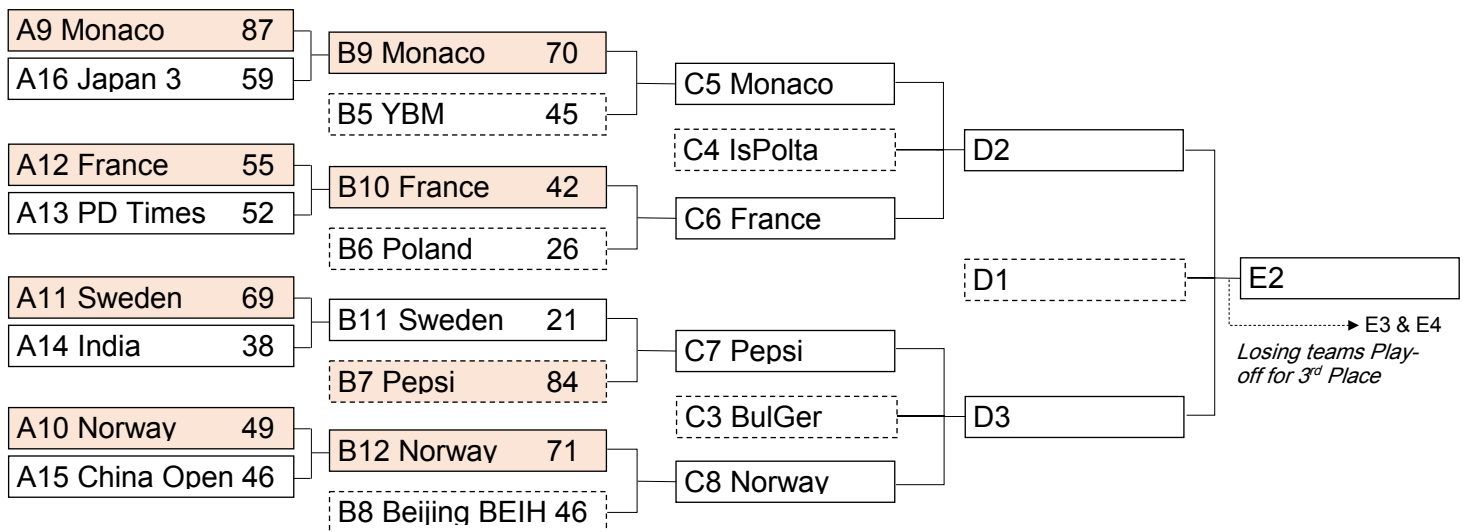 A9 Monaco 87
A16 Japan 3 59
A12 France 55
A13 PD Times 52
A11 Sweden 69
A14 India 38
A10 Norway 49
A15 China Open 46
B9 Monaco 70
B5 YBM 45
B10 France 42
B6 Poland 26
B11 Sweden 21
B7 Pepsi 84
B12 Norway 71
B8 Beijing BEIH 46
C5 Monaco
C4 IsPolta
C6 France
C7 Pepsi
C3 BulGer
C8 Norway
D2
D1
D3
E2
E3 & E4
Losing teams Play-
off for 3rd Place